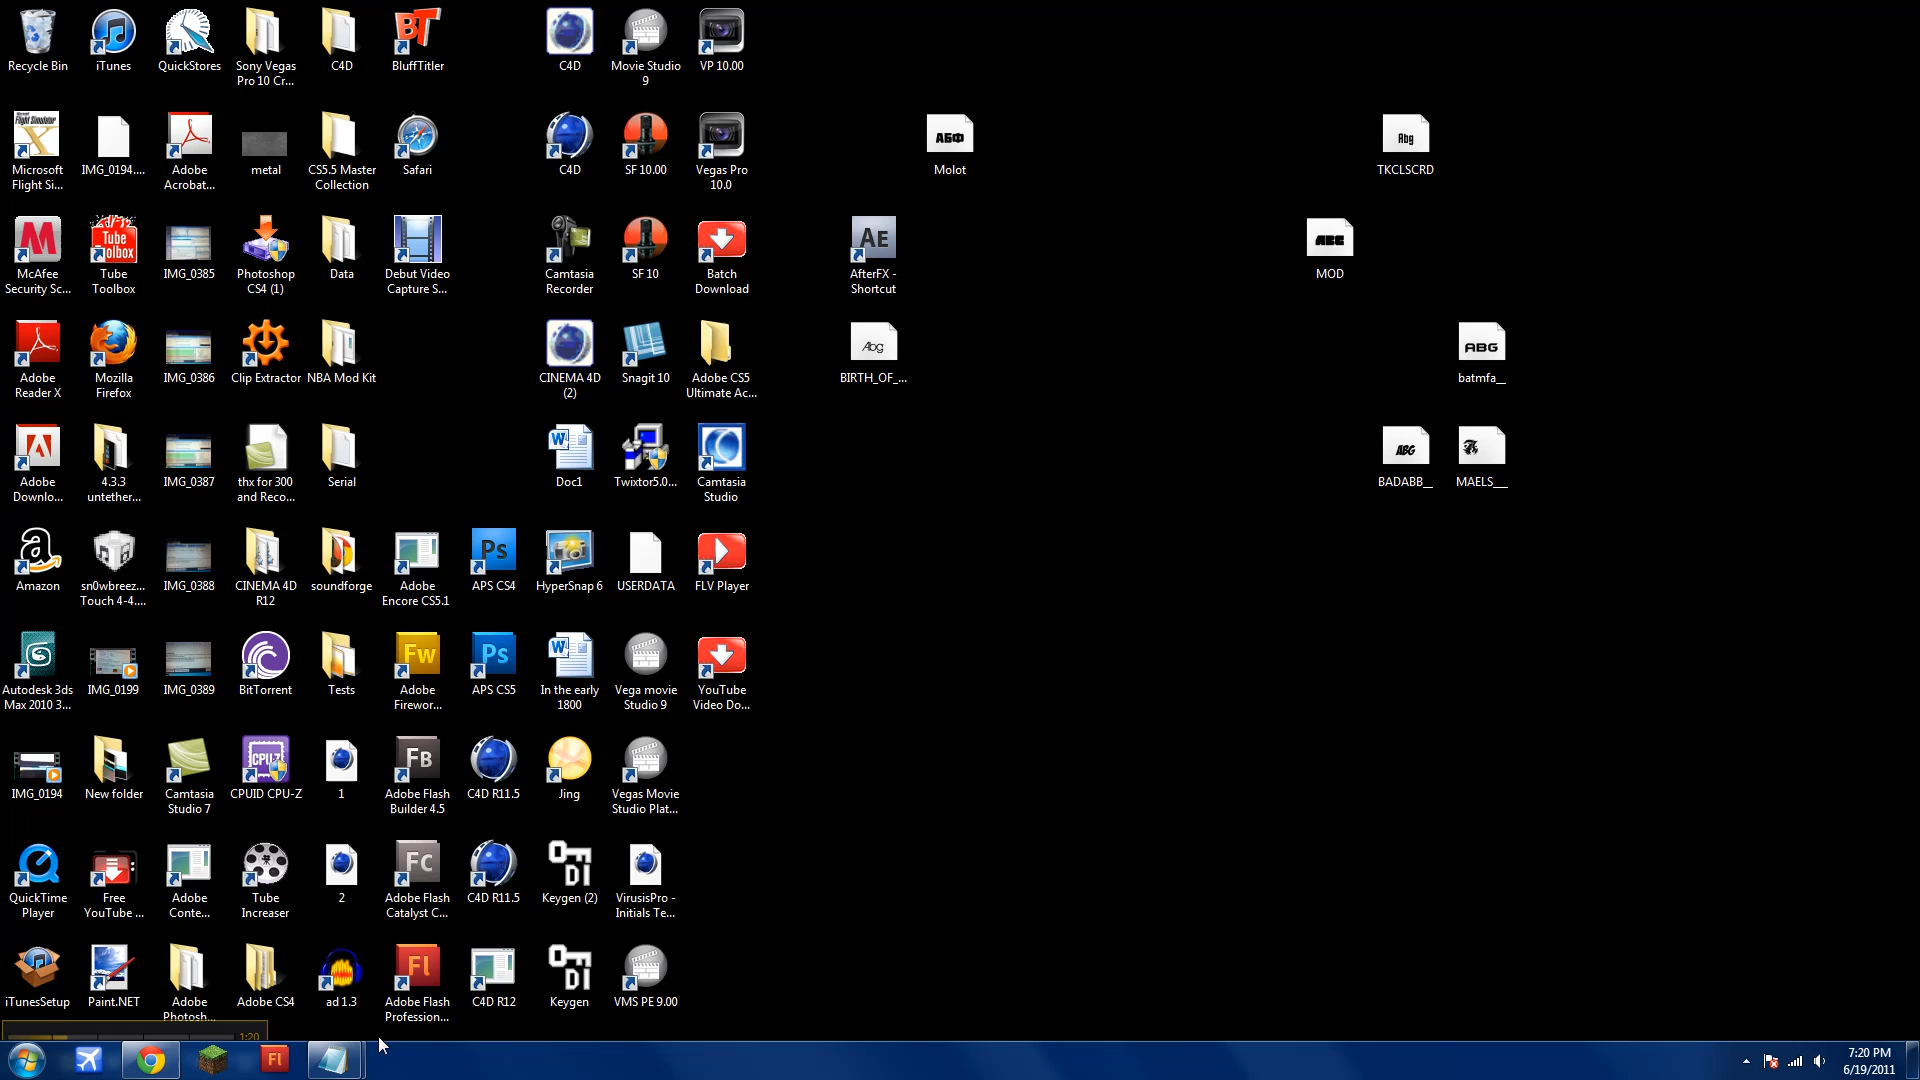 Recycle Bin
iTunes
QuickStores
Sony Vegas
Pro 10 Cr...
C4D
BluffTitler
C4D
Movie Studio
9
VP 10.00
Microsoft
Flight Si...
IMG_0194....
Adobe
Acrobat...
metal
CS5.5 Master
Collection
Safari
C4D
SF 10.00
Vegas Pro
10.0
Molot
TKCLSCRD
McAfee
Security Sc...
Tube
Toolbox
IMG_0385
Photoshop
CS4 (1)
Data
Debut Video
Capture S...
Camtasia
Recorder
SF 10
Batch
Download
AfterFX -
Shortcut
MOD
Adobe
Reader X
Mozilla
Firefox
IMG_0386
Clip Extractor
NBA Mod Kit
CINEMA 4D
(2)
Snagit 10
Adobe CS5
Ultimate Ac...
BIRTH_OF_...
batmfa__
Adobe
Downlo...
4.3.3
untether...
IMG_0387
thx for 300
and Reco...
Serial
Doc1
Twixtor5.0...
Camtasia
Studio
BADABB__
MAELS___
Amazon
sn0wbreez...
Touch 4-4....
IMG_0388
CINEMA 4D
R12
soundforge
Adobe
Encore CS5.1
APS CS4
HyperSnap 6
USERDATA
FLV Player
Autodesk 3ds
Max 2010 3...
IMG_0199
IMG_0389
BitTorrent
Tests
Adobe
Firewor...
APS CS5
In the early
1800
Vega movie
Studio 9
YouTube
Video Do...
IMG_0194
New folder
Camtasia
Studio 7
CPUID CPU-Z
1
Adobe Flash
Builder 4.5
C4D R11.5
Jing
Vegas Movie
Studio Plat...
QuickTime
Player
Free
YouTube ...
Adobe
Conte...
Tube
Increaser
2
Adobe Flash
Catalyst C...
C4D R11.5
Keygen (2)
VirusisPro -
Initials Te...
iTunesSetup
Paint.NET
Adobe
Photosh...
Adobe CS4
ad 1.3
Adobe Flash
Profession...
C4D R12
Keygen
VMS PE 9.00
1:20
7:20 PM
6/19/2011